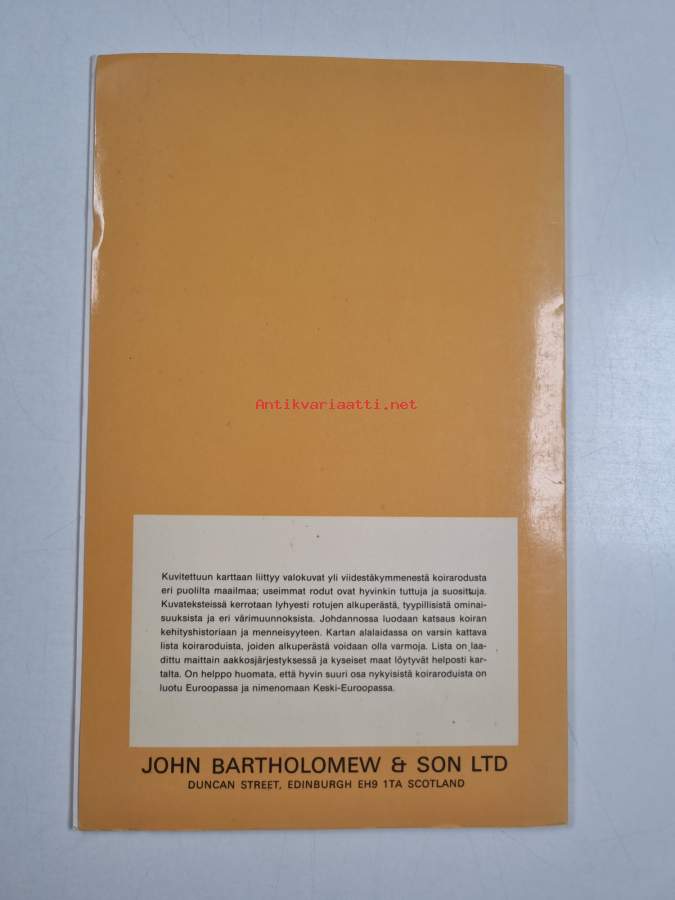 Antikvariaatti.net
Kuvitettuun karttaan liittyy valokuvat yli viidestäkymmenestä koirarodusta
eri puolilta maailmaa; useimmat rodut ovat hyvinkin tuttuja ja suosittuja.
Kuvateksteissä kerrotaan lyhyesti rotujen alkuperästä, tyypillisistä ominai-
suuksista ja eri värimuunnoksista. Johdannossa luodaan katsaus koiran
kehityshistoriaan ja menneisyyteen. Kartan alalaidassa on varsin kattava
lista koiraroduista, joiden alkuperästä voidaan olla varmoja. Lista on laa-
dittu maittain aakkosjärjestyksessä ja kyseiset maat löytyvät helposti kar-
talta. On helppo huomata, että hyvin suuri osa nykyisistä koiraroduista on
luotu Euroopassa ja nimenomaan Keski-Euroopassa.
JOHN BARTHOLOMEW & SON LTD
DUNCAN STREET, EDINBURGH EH9 1TA SCOTLAND